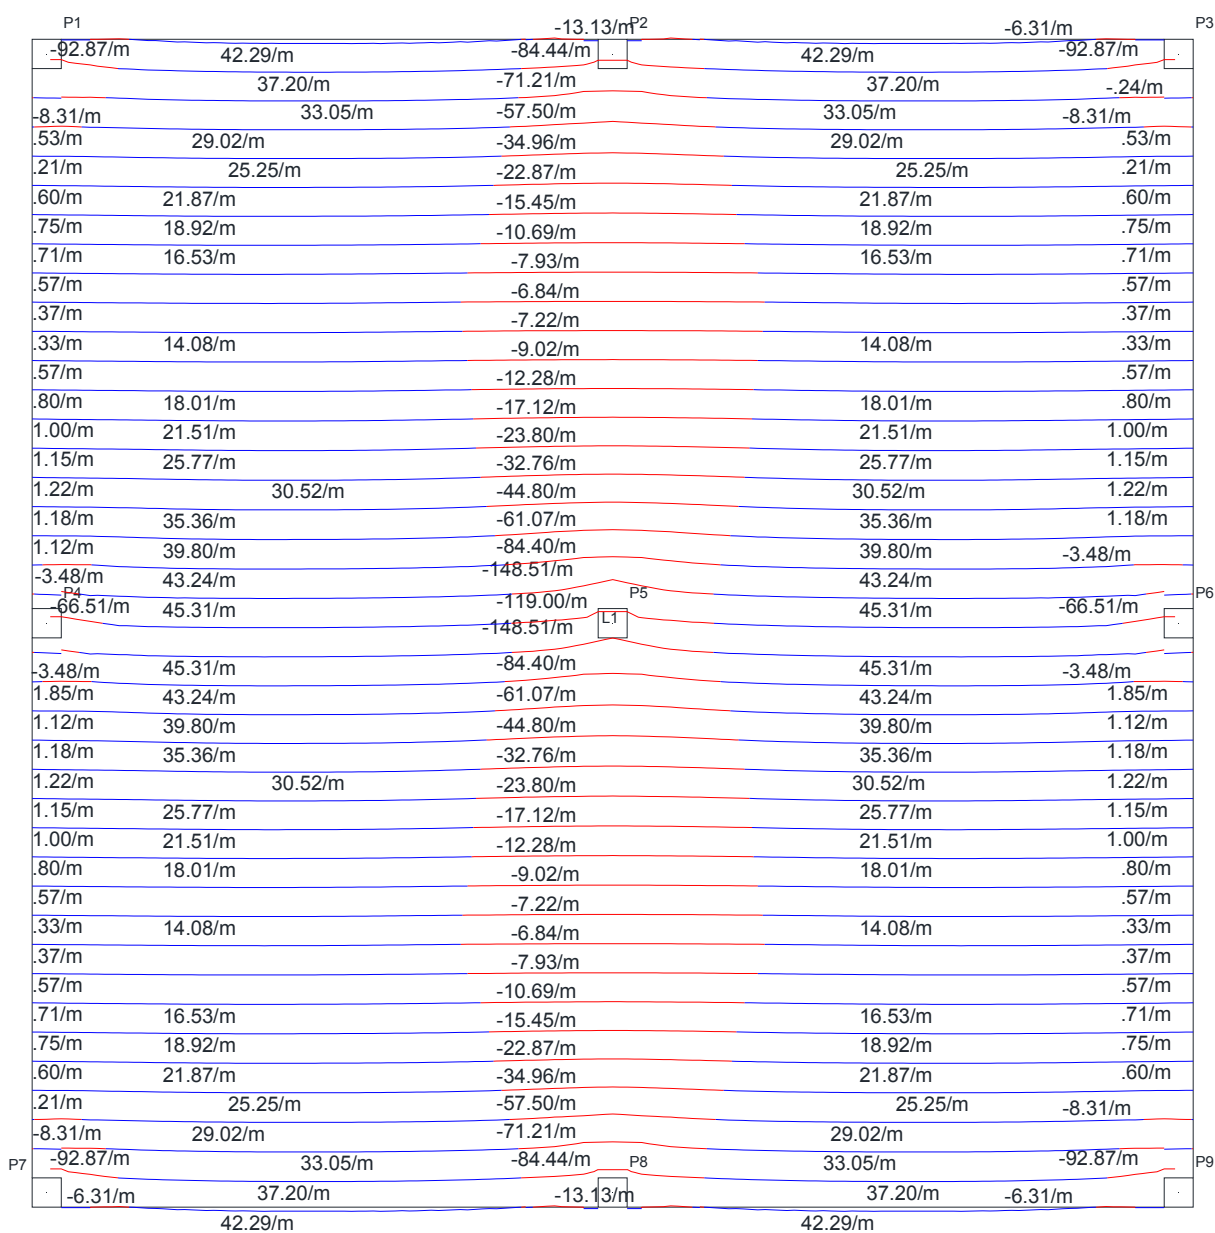 P1 -13.13/m P2 -6.31/m P3
-92.87/m 42.29/m -84.44/m 42.29/m -92.87/m
37.20/m -71.21/m 37.20/m -.24/m
-8.31/m 33.05/m -57.50/m 33.05/m -8.31/m
.53/m 29.02/m -34.96/m 29.02/m .53/m
.21/m 25.25/m -22.87/m 25.25/m .21/m
.60/m 21.87/m -15.45/m 21.87/m .60/m
.75/m 18.92/m -10.69/m 18.92/m .75/m
.71/m 16.53/m -7.93/m 16.53/m .71/m
.57/m -6.84/m .57/m
.37/m -7.22/m .37/m
.33/m 14.08/m -9.02/m 14.08/m .33/m
.57/m -12.28/m .57/m
.80/m 18.01/m -17.12/m 18.01/m .80/m
1.00/m 21.51/m -23.80/m 21.51/m 1.00/m
1.15/m 25.77/m -32.76/m 25.77/m 1.15/m
1.22/m 30.52/m -44.80/m 30.52/m 1.22/m
1.18/m 35.36/m -61.07/m 35.36/m 1.18/m
1.12/m 39.80/m -84.40/m 39.80/m -3.48/m
-3.48/m 43.24/m -148.51/m 43.24/m
P4 P5 P6
-66.51/m 45.31/m -119.00/m 45.31/m -66.51/m
L1
-148.51/m
-3.48/m 45.31/m -84.40/m 45.31/m -3.48/m
1.85/m 43.24/m -61.07/m 43.24/m 1.85/m
1.12/m 39.80/m -44.80/m 39.80/m 1.12/m
1.18/m 35.36/m -32.76/m 35.36/m 1.18/m
1.22/m 30.52/m -23.80/m 30.52/m 1.22/m
1.15/m 25.77/m -17.12/m 25.77/m 1.15/m
1.00/m 21.51/m -12.28/m 21.51/m 1.00/m
.80/m 18.01/m -9.02/m 18.01/m .80/m
.57/m -7.22/m .57/m
.33/m 14.08/m -6.84/m 14.08/m .33/m
.37/m -7.93/m .37/m
.57/m -10.69/m .57/m
.71/m 16.53/m -15.45/m 16.53/m .71/m
.75/m 18.92/m -22.87/m 18.92/m .75/m
.60/m 21.87/m -34.96/m 21.87/m .60/m
.21/m 25.25/m -57.50/m 25.25/m -8.31/m
-8.31/m 29.02/m -71.21/m 29.02/m
P7 -92.87/m 33.05/m -84.44/m P8 33.05/m -92.87/m P9
-6.31/m 37.20/m -13.13/m 37.20/m -6.31/m
42.29/m 42.29/m